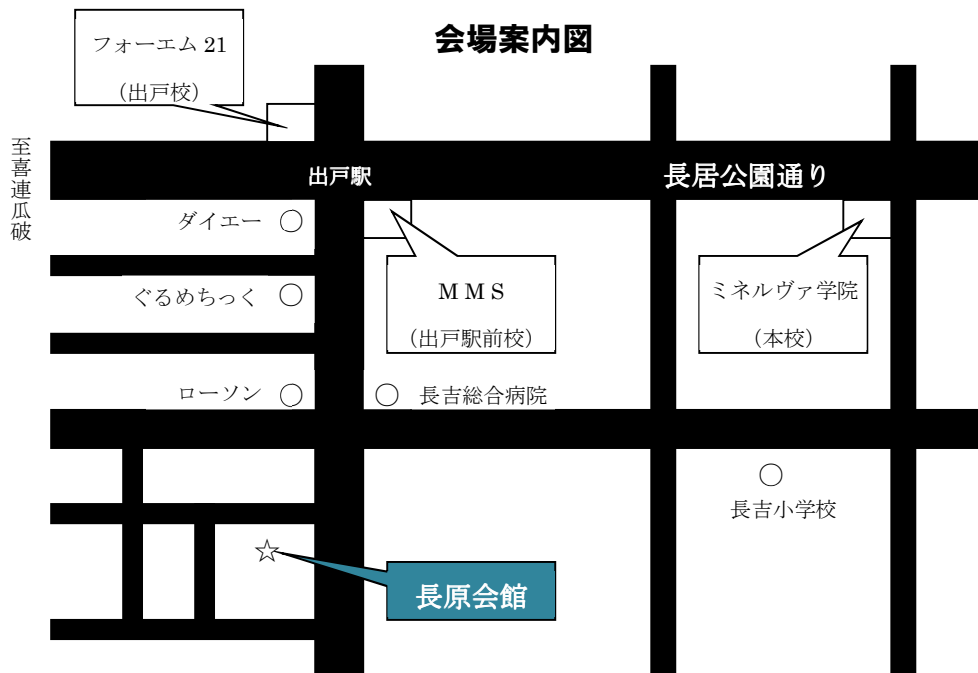 会場案内図
フォーエム 21
（出戸校）
至喜連瓜破
出戸駅
長居公園通り
ダイエー
ぐるめちっく
ＭＭＳ
（出戸駅前校）
ミネルヴァ学院
（本校）
ローソン
長吉総合病院
長吉小学校
長原会館